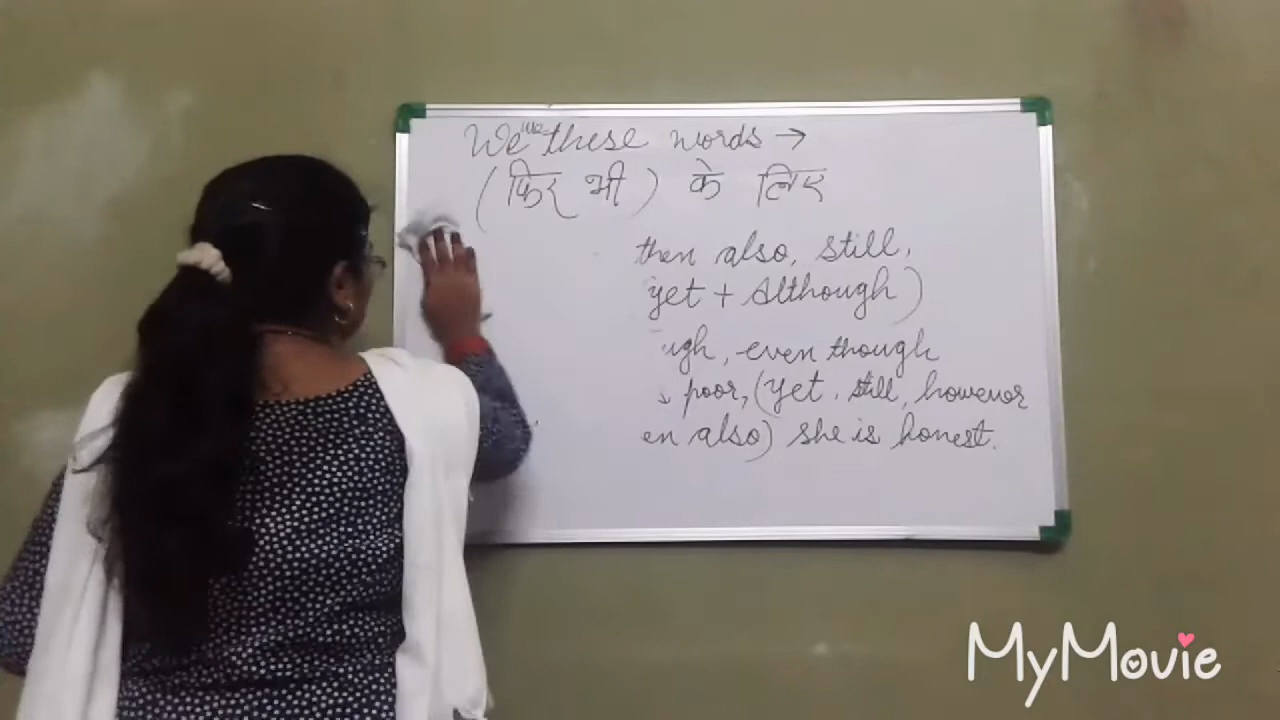 We use these words →
(फिर भी) के लिए
then also, still,
yet + Although)
ugh, even though
poor, (yet, still, however
en also) she is honest.
MyMovie